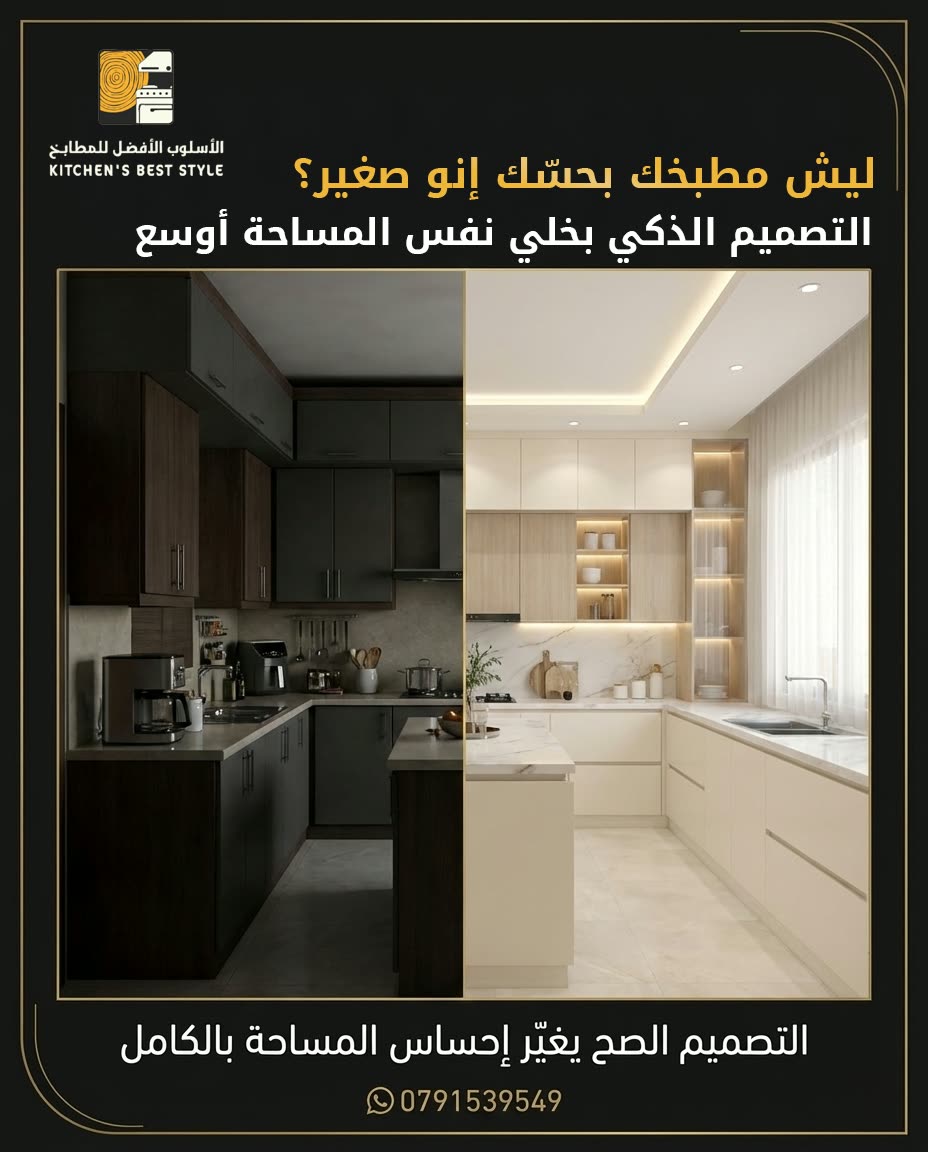 الأسلوب الأفضل للمطابخ
KITCHEN'S BEST STYLE
ليش مطبخك بحسّك إنو صغير؟
التصميم الذكي بخلي نفس المساحة أوسع
التصميم الصح يغيّر إحساس المساحة بالكامل
0791539549